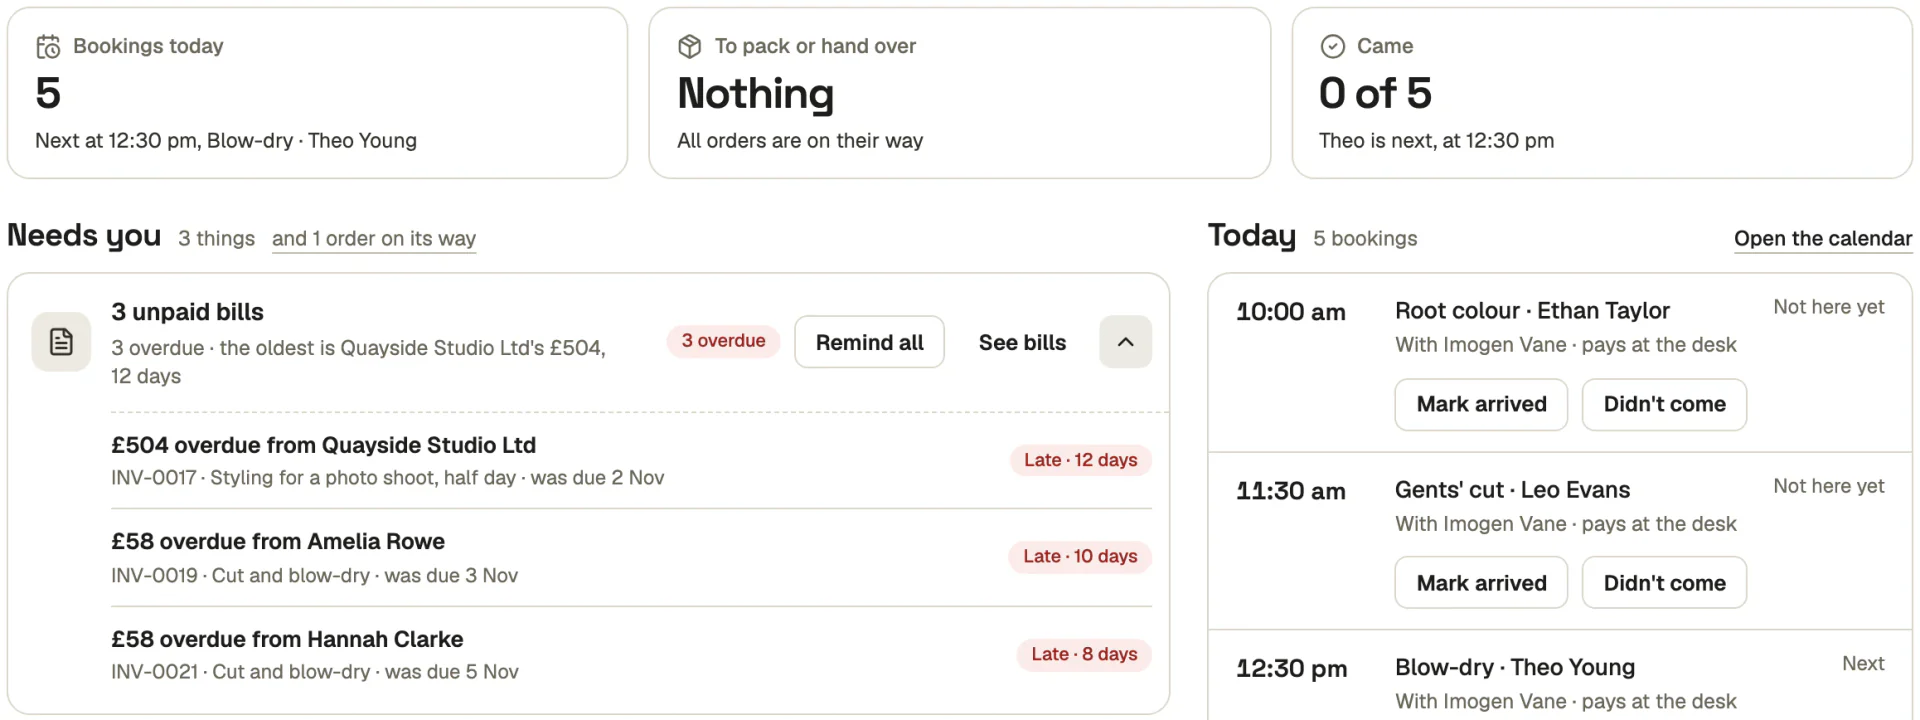 Bookings today
5
Next at 12:30 pm, Blow-dry · Theo Young
To pack or hand over
Nothing
All orders are on their way
Came
0 of 5
Theo is next, at 12:30 pm
Needs you 3 things and 1 order on its way
3 unpaid bills
3 overdue · the oldest is Quayside Studio Ltd's £504,
12 days
3 overdue
Remind all
See bills
£504 overdue from Quayside Studio Ltd
INV-0017 · Styling for a photo shoot, half day · was due 2 Nov
Late · 12 days
£58 overdue from Amelia Rowe
INV-0019 · Cut and blow-dry · was due 3 Nov
Late · 10 days
£58 overdue from Hannah Clarke
INV-0021 · Cut and blow-dry · was due 5 Nov
Late · 8 days
Today 5 bookings
Open the calendar
10:00 am
Root colour · Ethan Taylor
Not here yet
With Imogen Vane · pays at the desk
Mark arrived
Didn't come
11:30 am
Gents' cut · Leo Evans
Not here yet
With Imogen Vane · pays at the desk
Mark arrived
Didn't come
12:30 pm
Blow-dry · Theo Young
Next
With Imogen Vane · pays at the desk